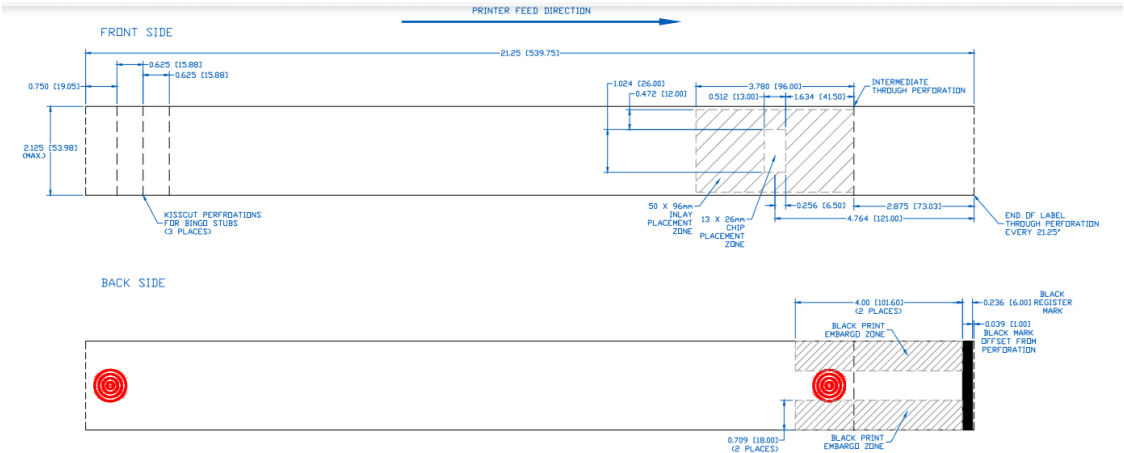 PRINTER FEED DIRECTION
FRONT SIDE
21.25 [539.75]
0.625 [15.88]
0.625 [15.88]
0.750 [19.05]
1.024 [26.00]
0.472 [12.00]
3.780 [96.00]
0.512 [13.00]
1.634 [41.50]
INTERMEDIATE
THROUGH PERFORATION
2.125 [53.98]
(MAX.)
KISSCUT PERFROATIONS
FOR BINGO STUBS
(3 PLACES)
50 X 96mm
INLAY
PLACEMENT
ZONE
13 X 26mm
CHIP
PLACEMENT
ZONE
0.256 [6.50]
2.875 [73.03]
4.764 [121.00]
END OF LABEL
THROUGH PERFORATION
EVERY 21.25"
BACK SIDE
4.00 [101.60]
(2 PLACES)
0.236 [6.00]
BLACK
REGISTER
MARK
BLACK PRINT
EMBARGO ZONE
0.039 [1.00]
BLACK MARK
OFFSET FROM
PERFORATION
0.709 [18.00]
(2 PLACES)
BLACK PRINT
EMBARGO ZONE